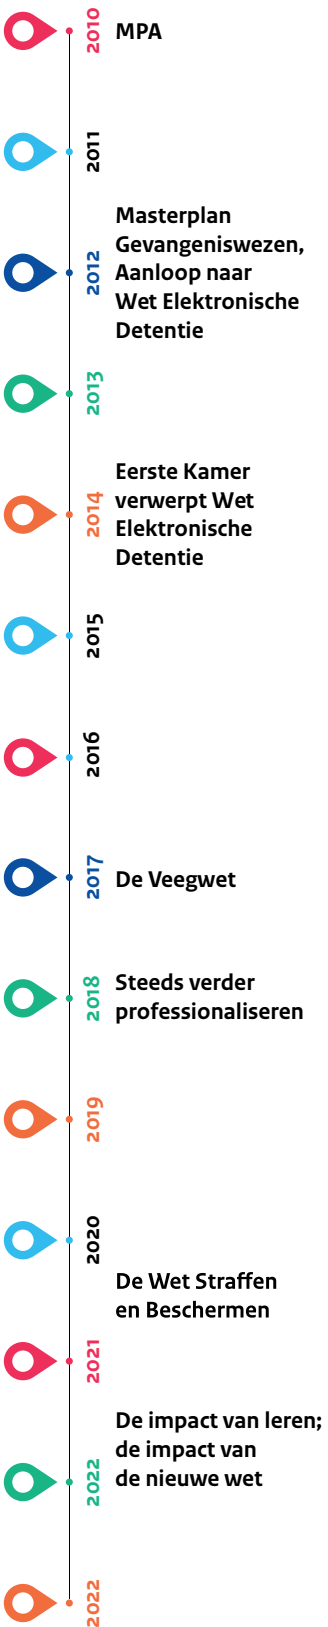 2010
MPA
2011
Masterplan
Gevangeniswezen,
Aanloop naar
2012
Wet Elektronische
Detentie
2013
Eerste Kamer
verwerpt Wet
2014
Elektronische
Detentie
2015
2016
2017
De Veegwet
2018
Steeds verder
professionaliseren
2019
2020
De Wet Straffen
en Beschermen
2021
De impact van leren;
de impact van
de nieuwe wet
2022
2022